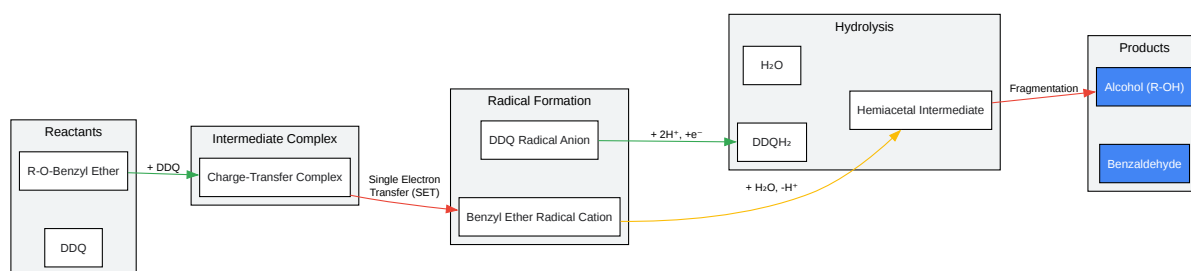 Reactants
R-O-Benzyl Ether
DDQ
+ DDQ
Intermediate Complex
Charge-Transfer Complex
Single Electron
Transfer (SET)
Radical Formation
DDQ Radical Anion
Benzyl Ether Radical Cation
+ 2H⁺, +e⁻
+ H₂O, -H⁺
Hydrolysis
H₂O
DDQH₂
Hemiacetal Intermediate
Fragmentation
Products
Alcohol (R-OH)
Benzaldehyde